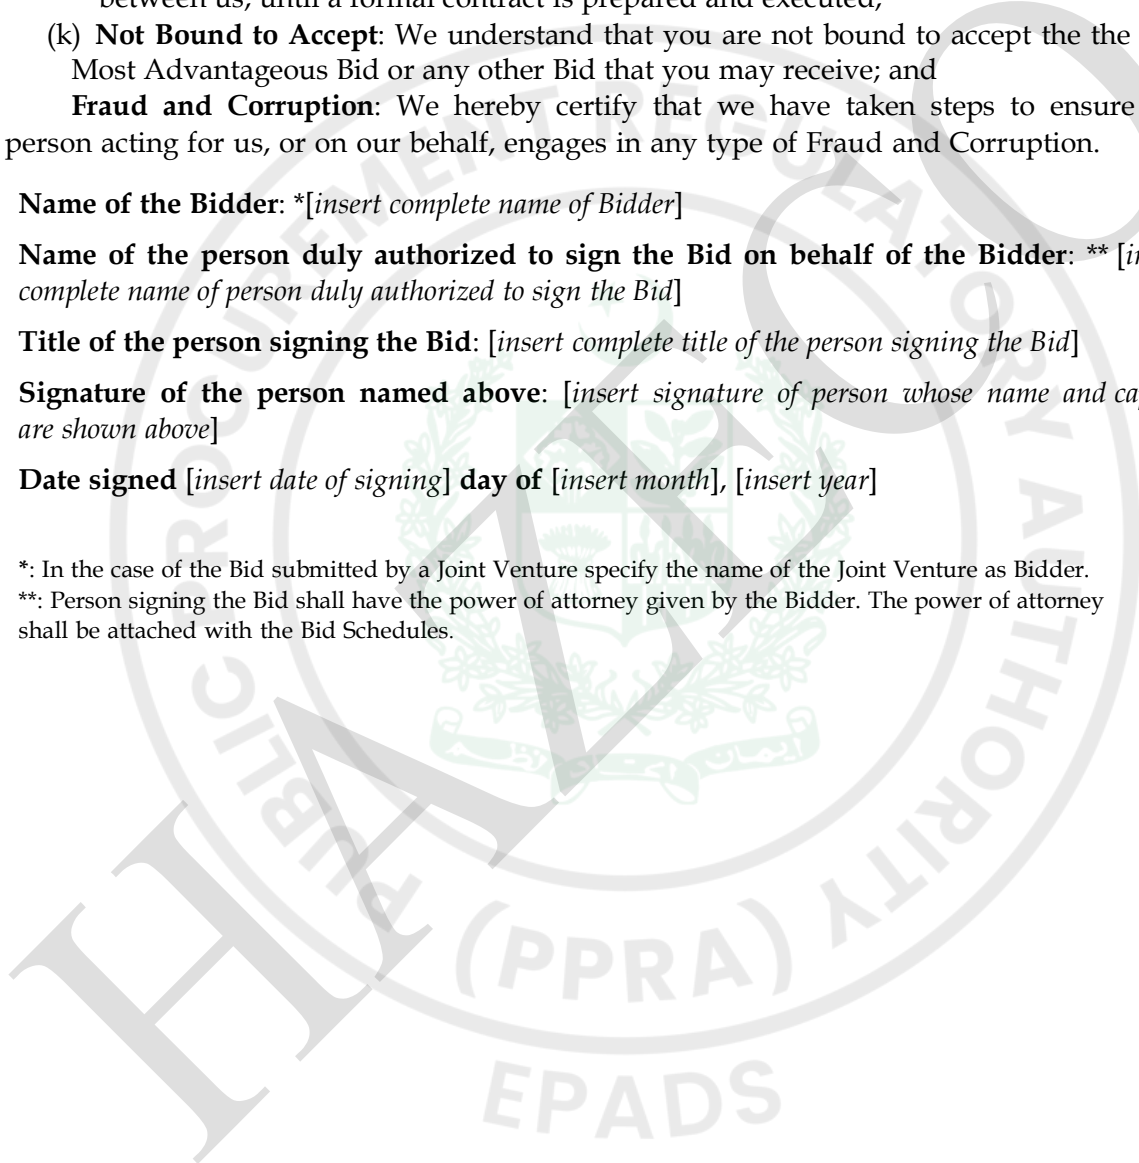 between us, until a formal contract is prepared and executed;
(k) Not Bound to Accept: We understand that you are not bound to accept the the
Most Advantageous Bid or any other Bid that you may receive; and
Fraud and Corruption: We hereby certify that we have taken steps to ensure
person acting for us, or on our behalf, engages in any type of Fraud and Corruption.
Name of the Bidder: *[insert complete name of Bidder]
Name of the person duly authorized to sign the Bid on behalf of the Bidder: ** [in
complete name of person duly authorized to sign the Bid]
Title of the person signing the Bid: [insert complete title of the person signing the Bid]
Signature of the person named above: [insert signature of person whose name and cap
are shown above]
Date signed [insert date of signing] day of [insert month], [insert year]
*: In the case of the Bid submitted by a Joint Venture specify the name of the Joint Venture as Bidder.
**: Person signing the Bid shall have the power of attorney given by the Bidder. The power of attorney
shall be attached with the Bid Schedules.
PUBLIC PROCUREMENT REGULATORY AUTHORITY
(PPRA)
EPADS
HAZECO